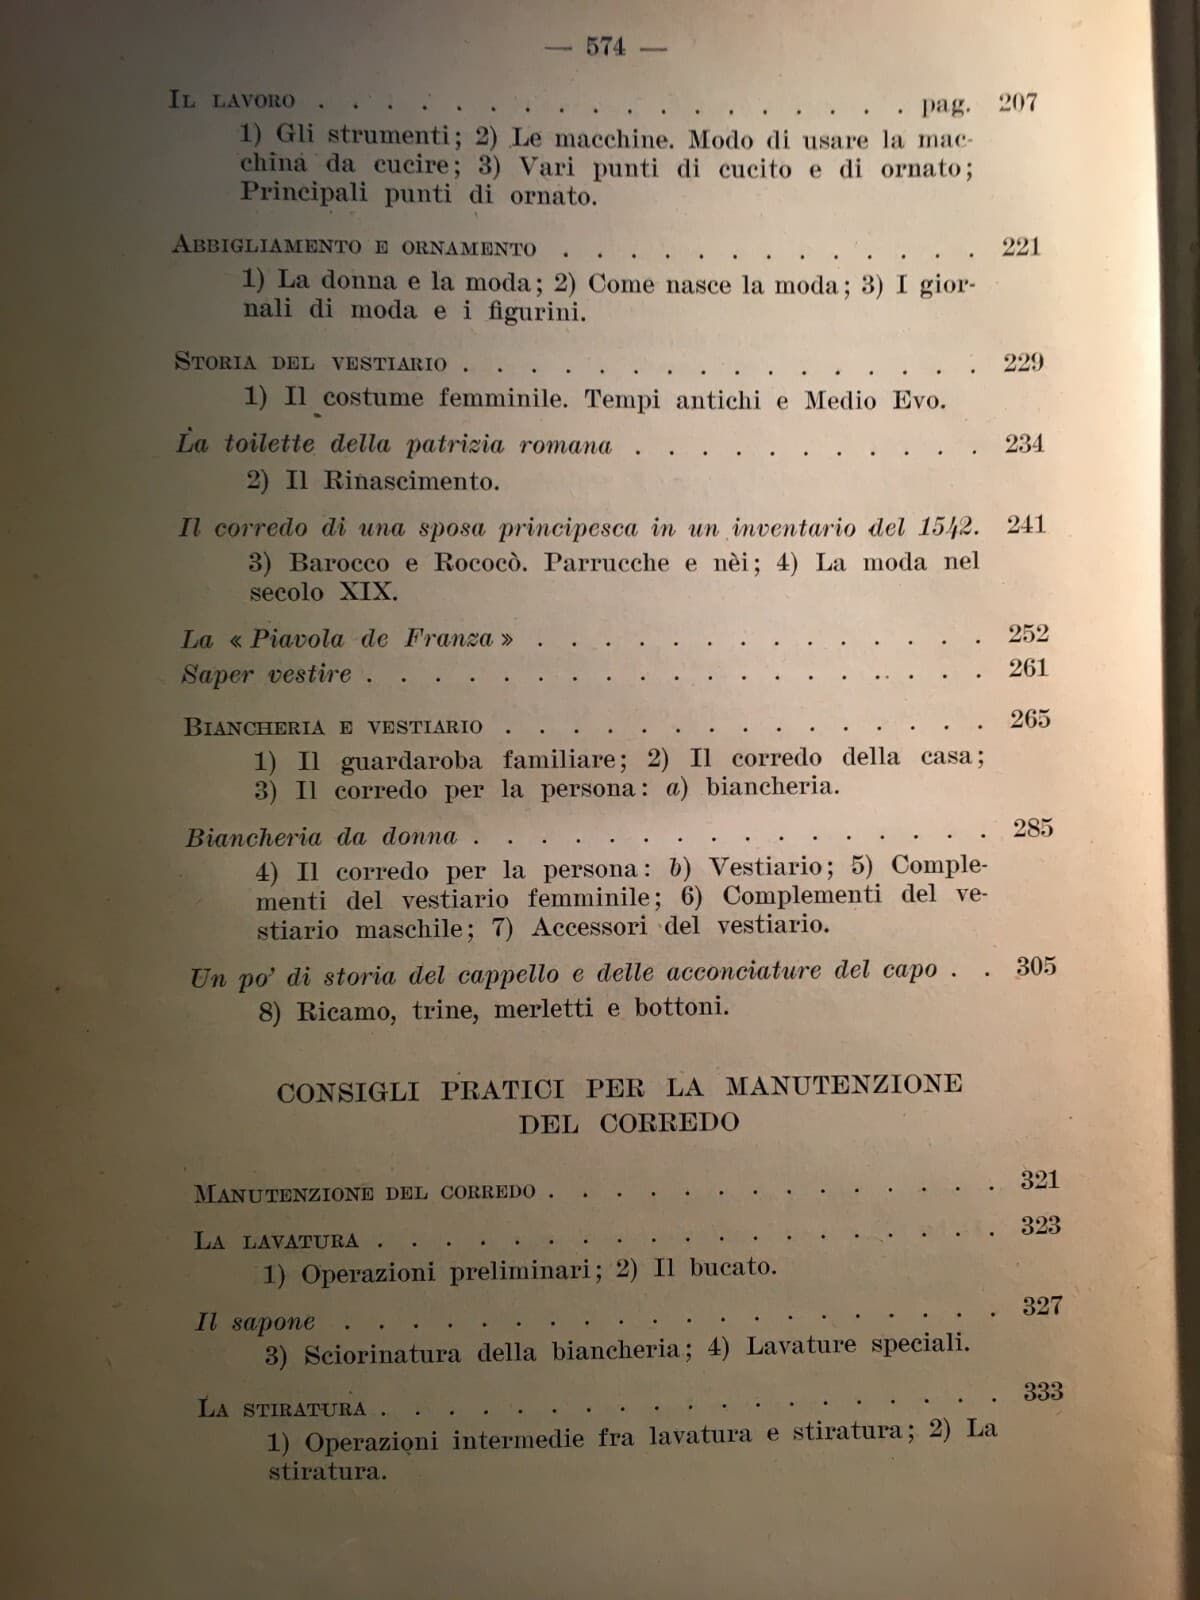 — 574 —
IL LAVORO . . . . . . . . . . . . . . . . . . pag. 207
1) Gli strumenti; 2) Le macchine. Modo di usare la mac-
china da cucire; 3) Vari punti di cucito e di ornato;
Principali punti di ornato.
ABBIGLIAMENTO E ORNAMENTO . . . . . . . . . . . . . 221
1) La donna e la moda; 2) Come nasce la moda; 3) I gior-
nali di moda e i figurini.
STORIA DEL VESTIARIO . . . . . . . . . . . . . . . . 229
1) Il costume femminile. Tempi antichi e Medio Evo.
La toilette della patrizia romana . . . . . . . . . . . 234
2) Il Rinascimento.
Il corredo di una sposa principesca in un inventario del 1542. 241
3) Barocco e Rococò. Parrucche e nèi; 4) La moda nel
secolo XIX.
La « Piavola de Franza » . . . . . . . . . . . . . . 252
Saper vestire . . . . . . . . . . . . . . . . . . . 261
BIANCHERIA E VESTIARIO . . . . . . . . . . . . . . . 265
1) Il guardaroba familiare; 2) Il corredo della casa;
3) Il corredo per la persona: a) biancheria.
Biancheria da donna . . . . . . . . . . . . . . . . 285
4) Il corredo per la persona: b) Vestiario; 5) Comple-
menti del vestiario femminile; 6) Complementi del ve-
stiario maschile; 7) Accessori del vestiario.
Un po' di storia del cappello e delle acconciature del capo . . 305
8) Ricamo, trine, merletti e bottoni.
CONSIGLI PRATICI PER LA MANUTENZIONE
DEL CORREDO
MANUTENZIONE DEL CORREDO . . . . . . . . . . . . . . 321
LA LAVATURA . . . . . . . . . . . . . . . . . . . 323
1) Operazioni preliminari; 2) Il bucato.
Il sapone . . . . . . . . . . . . . . . . . . . . 327
3) Sciorinatura della biancheria; 4) Lavature speciali.
LA STIRATURA . . . . . . . . . . . . . . . . . . . 333
1) Operazioni intermedie fra lavatura e stiratura; 2) La
stiratura.